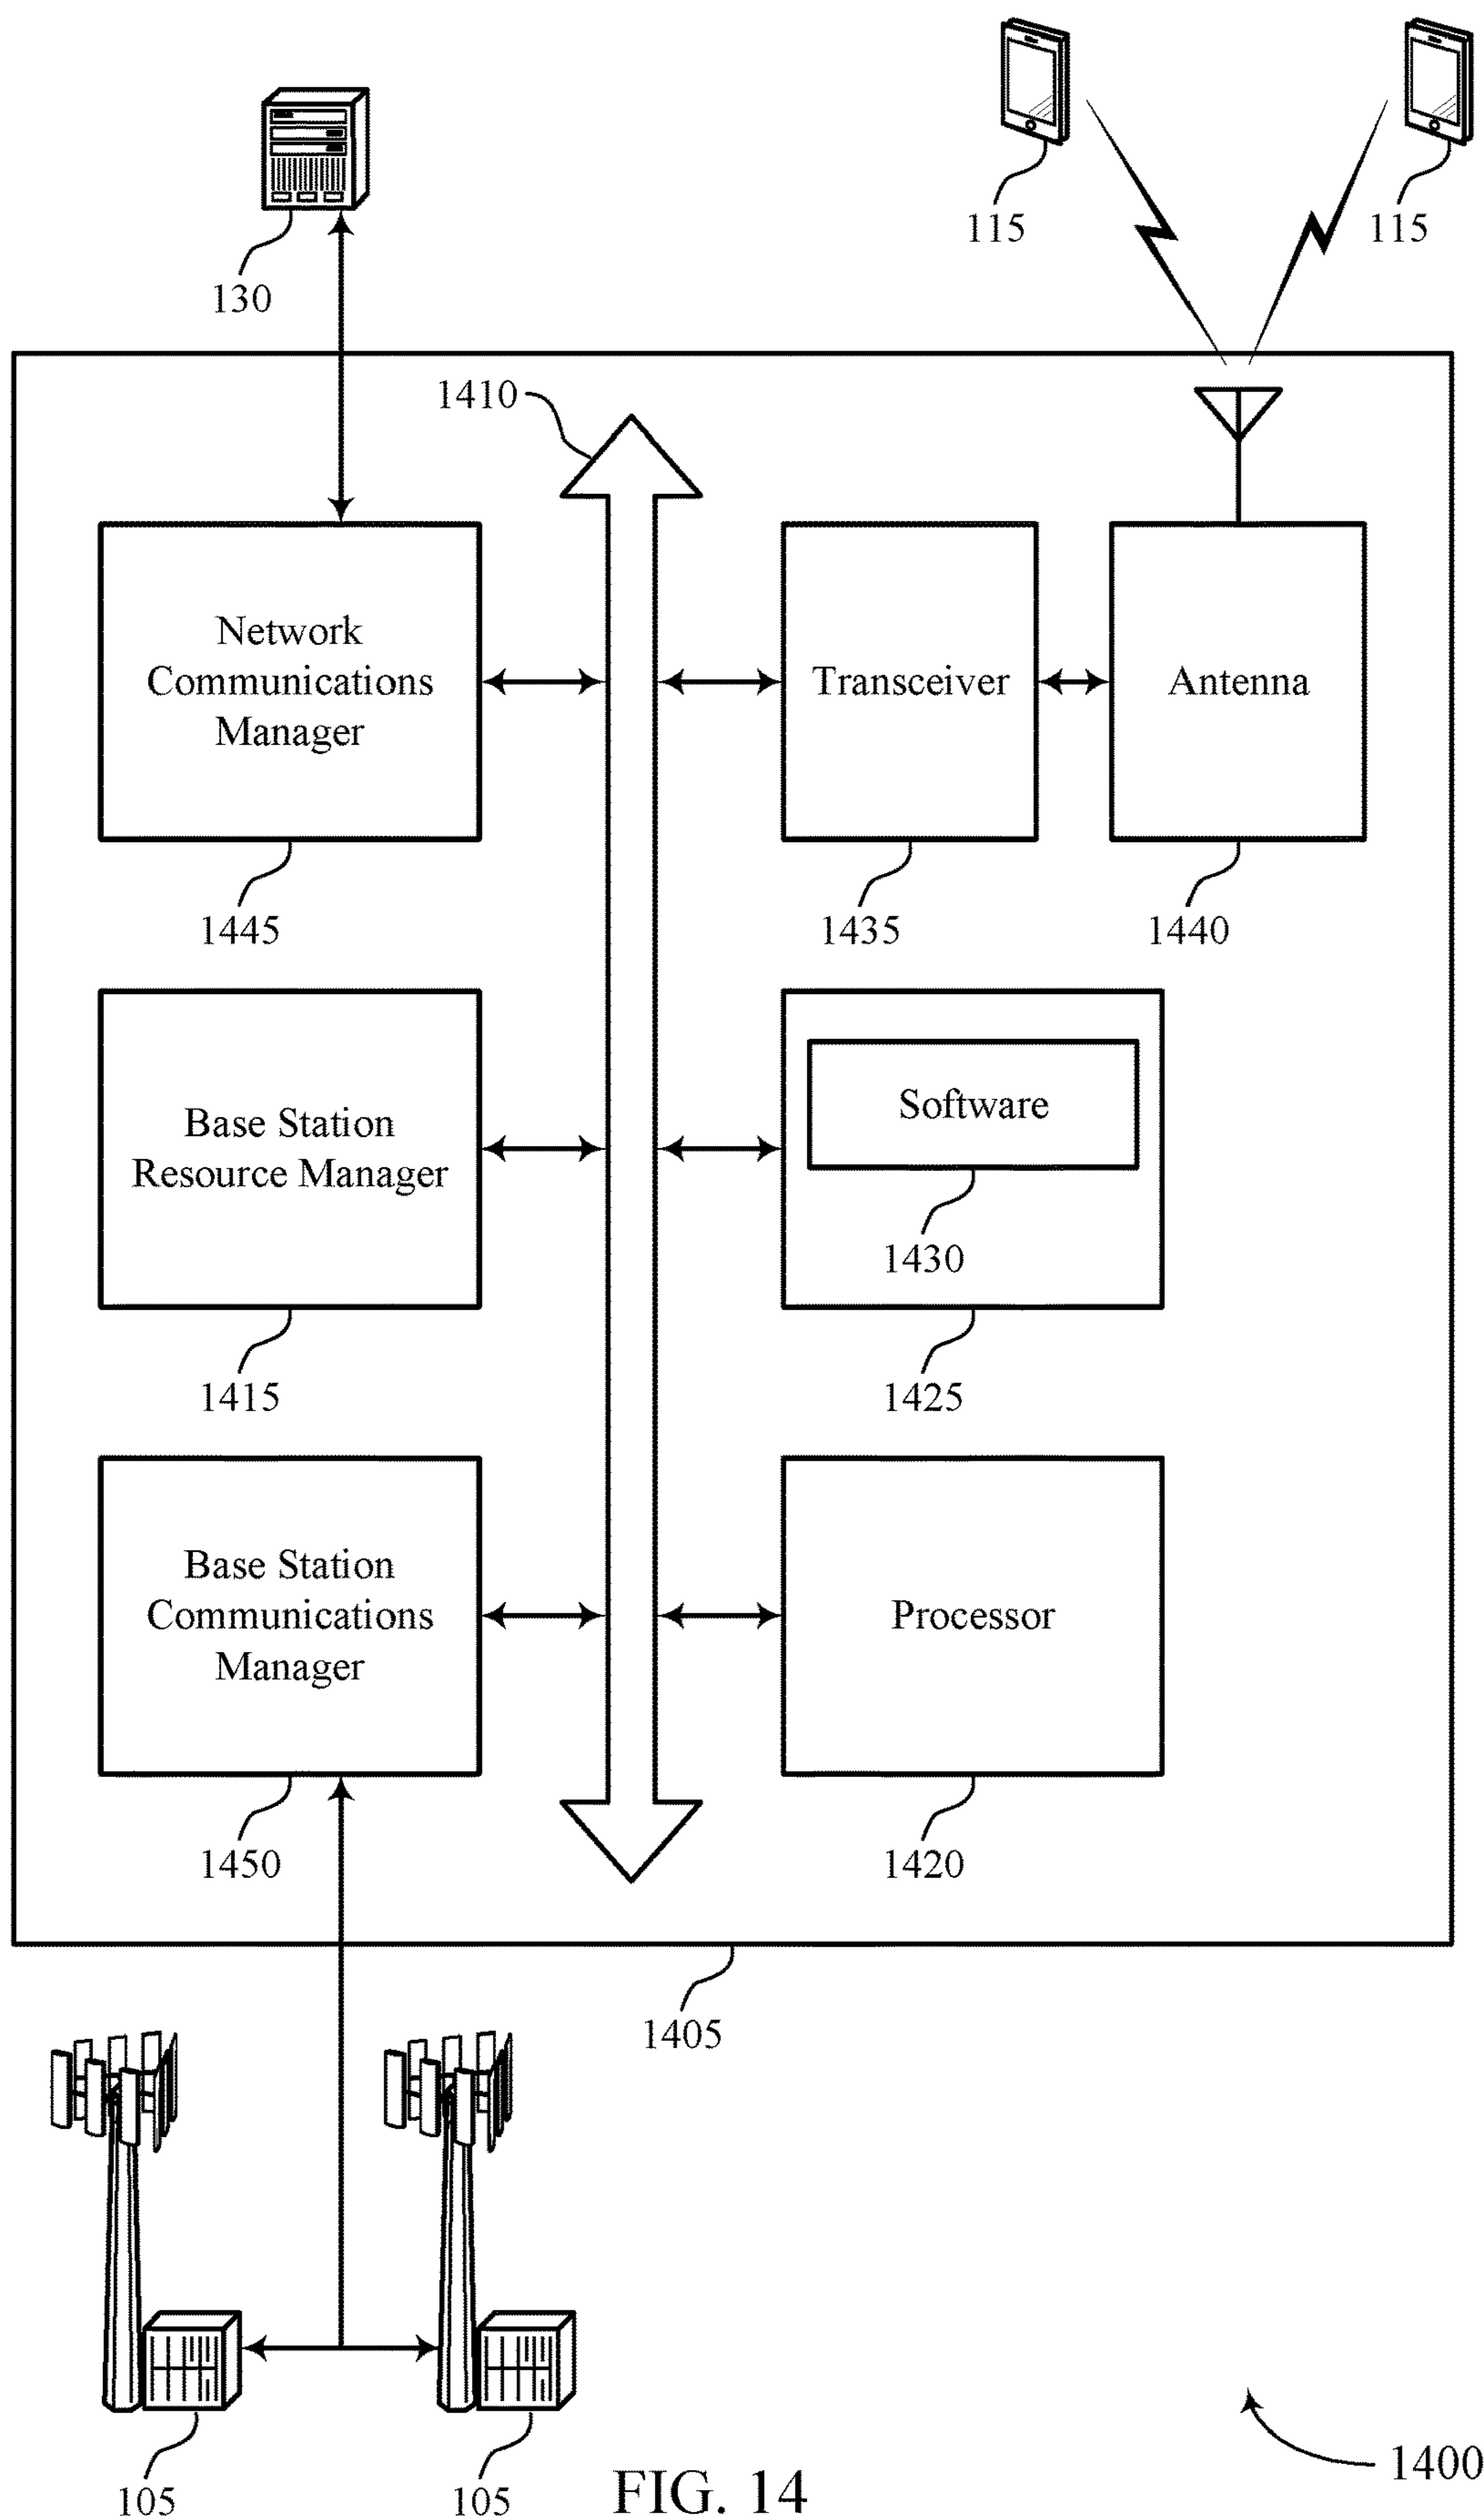 115
115
130
1410
Network
Communications
Manager
Transceiver
Antenna
1445
1435
1440
Base Station
Resource Manager
Software
1430
1415
1425
Base Station
Communications
Manager
Processor
1450
1420
1405
105
105
1400
FIG. 14